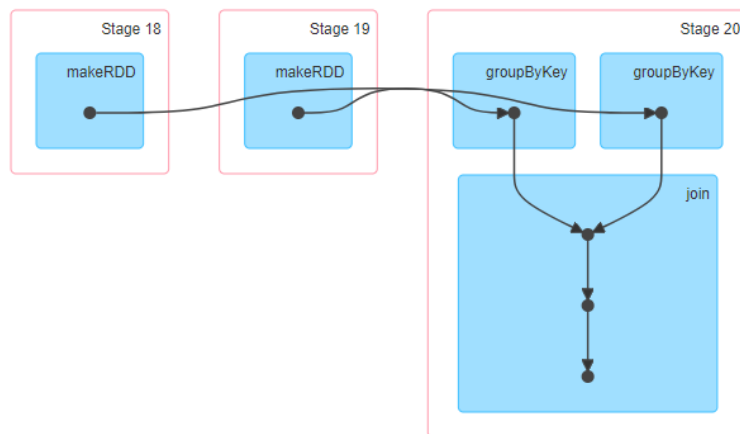 Stage 18
Stage 19
Stage 20
makeRDD
makeRDD
groupByKey
groupByKey
join